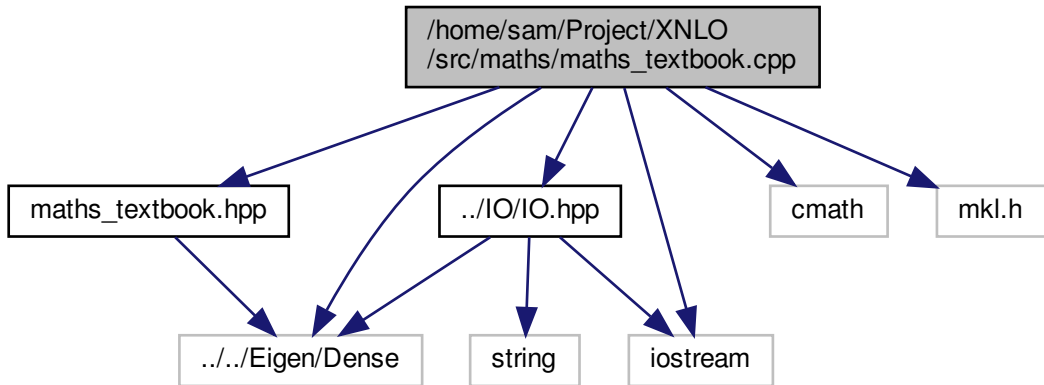 /home/sam/Project/XNLO
/src/maths/maths_textbook.cpp
maths_textbook.hpp
../IO/IO.hpp
cmath
mkl.h
../../Eigen/Dense
string
iostream